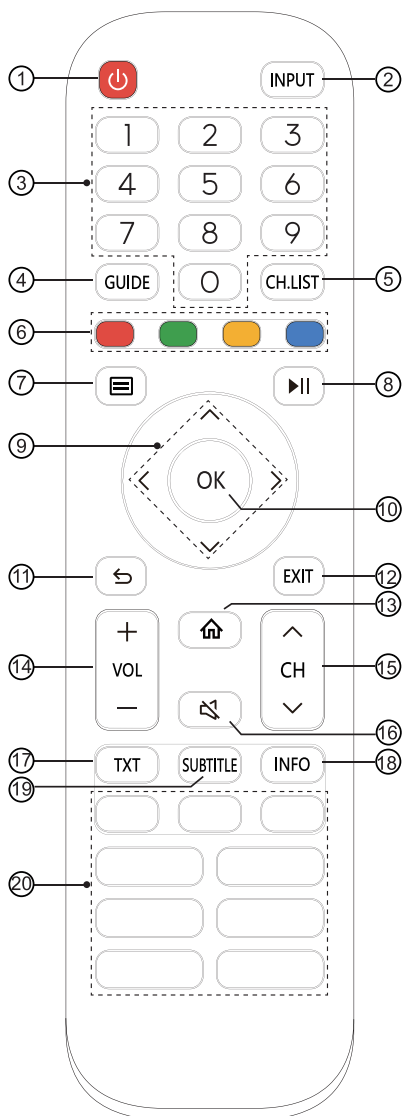 1 INPUT 2
1 2 3
3 4 5 6
7 8 9
4 GUIDE 0 CH.LIST 5
6
7 8
9
OK
10
11 EXIT 12
13
+ ^
14 VOL CH 15
—
16
17 TXT SUBTITLE INFO 18
19
20